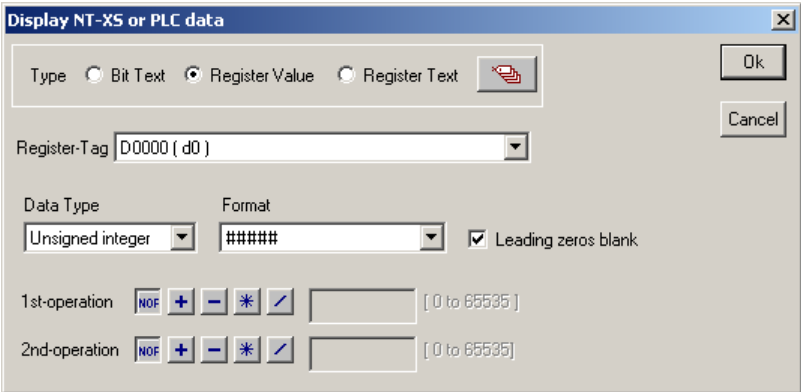 Display NT-XS or PLC data
Type Bit Text Register Value Register Text
Ok
Cancel
Register-Tag D0000 ( d0 )
Data Type Format
Unsigned integer ##### Leading zeros blank
1st-operation NOP + - * / [ 0 to 65535 ]
2nd-operation NOP + - * / [ 0 to 65535]